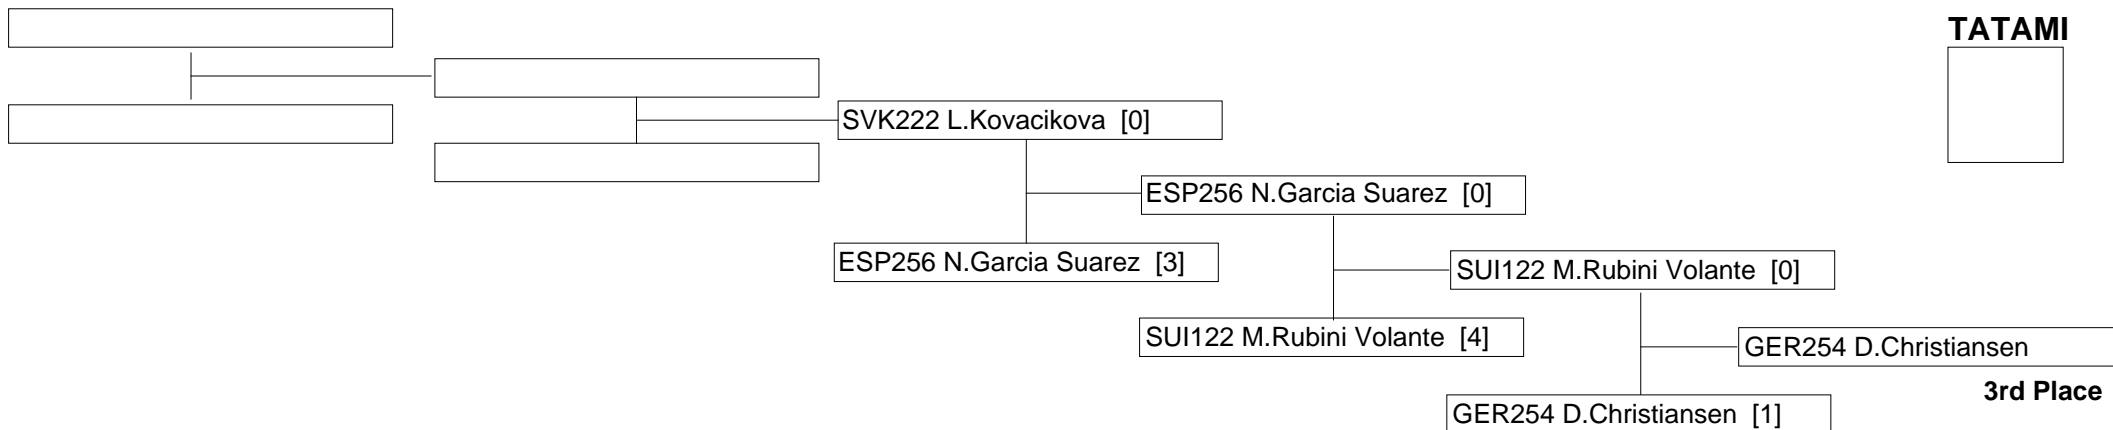 TATAMI
SVK222 L.Kovacikova [0]
ESP256 N.Garcia Suarez [0]
ESP256 N.Garcia Suarez [3]
SUI122 M.Rubini Volante [0]
SUI122 M.Rubini Volante [4]
GER254 D.Christiansen
3rd Place
GER254 D.Christiansen [1]